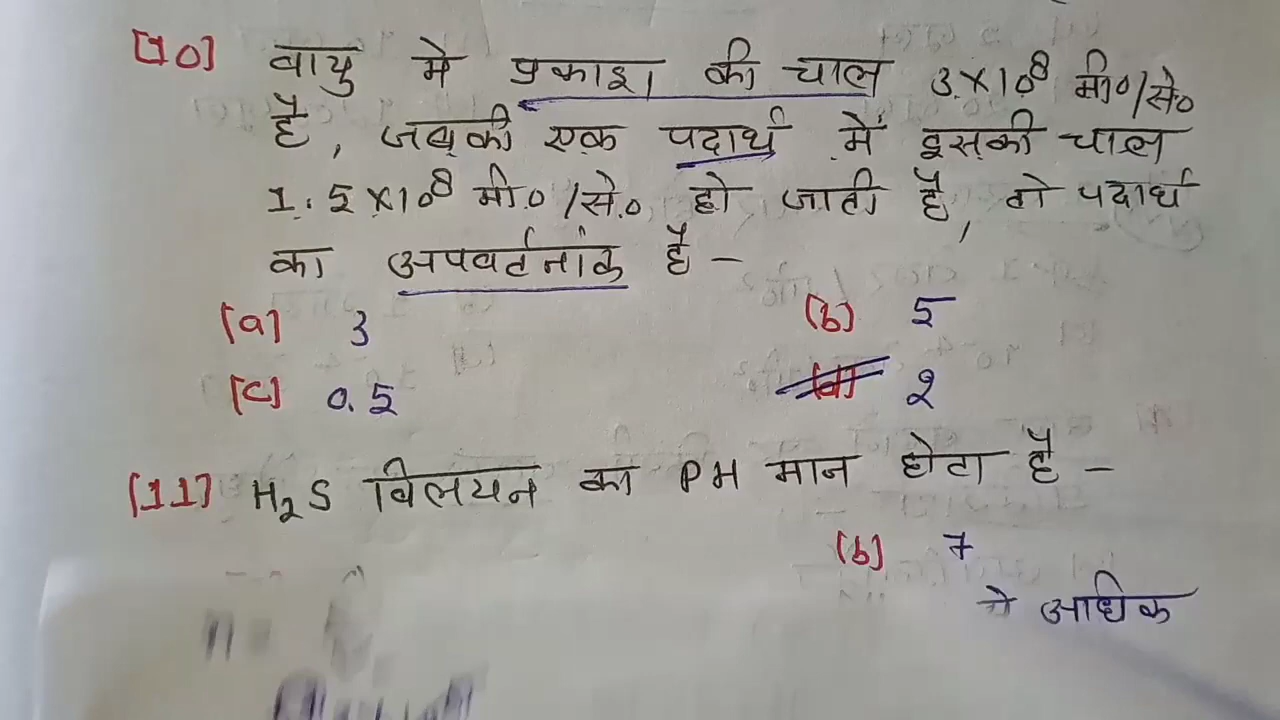 [10] वायु मे प्रकाश की चाल 3×10⁸ मी०/से०
है, जबकी एक पदार्थ में इसकी चाल
1.5×10⁸ मी०/से० हो जाती है, तो पदार्थ
का अपवर्तनांक है –
[a] 3 [b] 5
[c] 0.5 [d] 2
[11] H₂S विलयन का PH मान होता है –
[b] 7
से अधिक